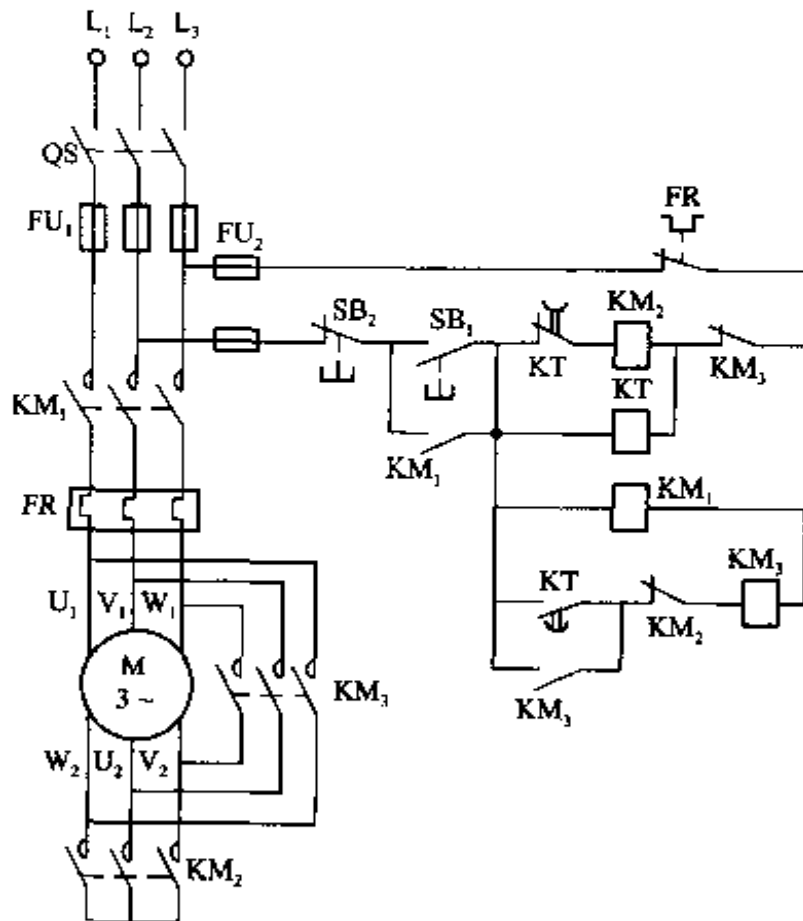 L₁ L₂ L₃
QS
FR
FU₁
FU₂
SB₂
SB₁
KM₂
KT
KM₃
KT
KM₁
KM₁
KM₁
FR
KM₃
KT
U₁ V₁ W₁
KM₂
M
3 ~
KM₃
KM₃
W₂ U₂ V₂
KM₂